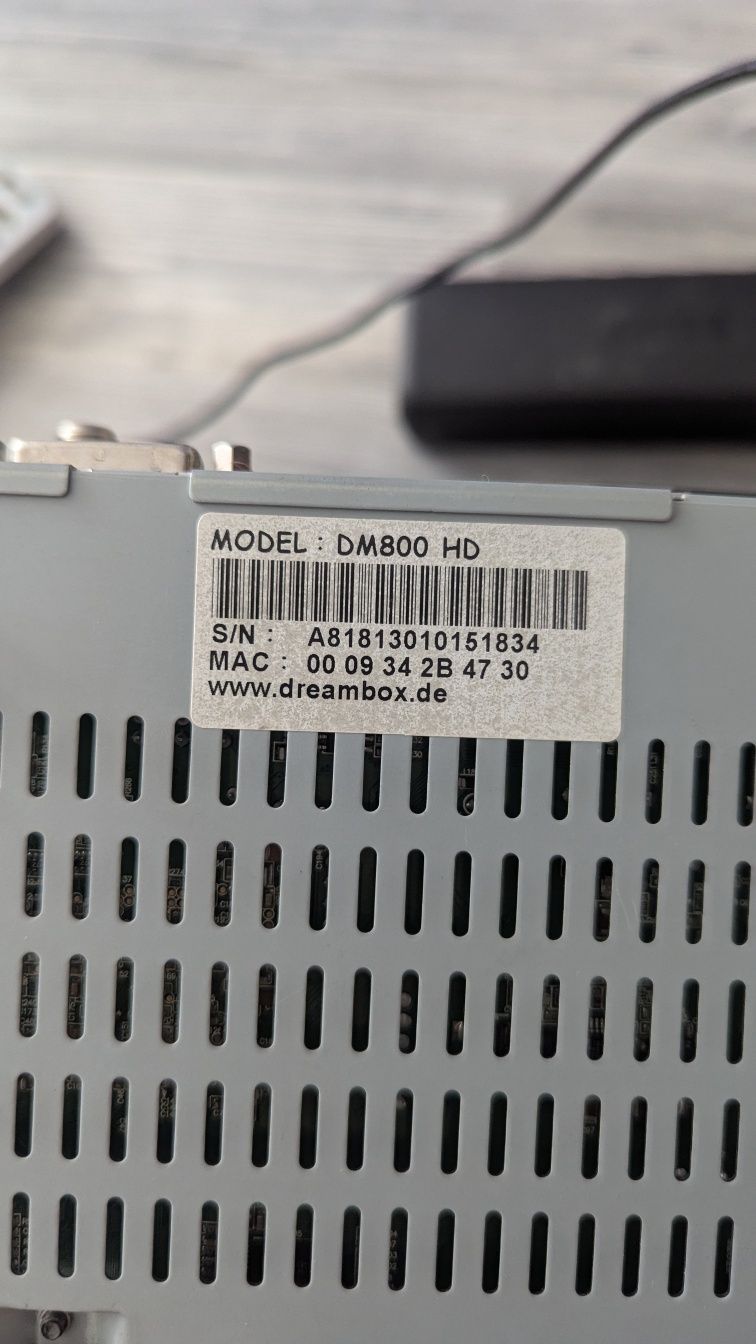 MODEL : DM800 HD
S/N : A81813010151834
MAC : 00 09 34 2B 47 30
www.dreambox.de